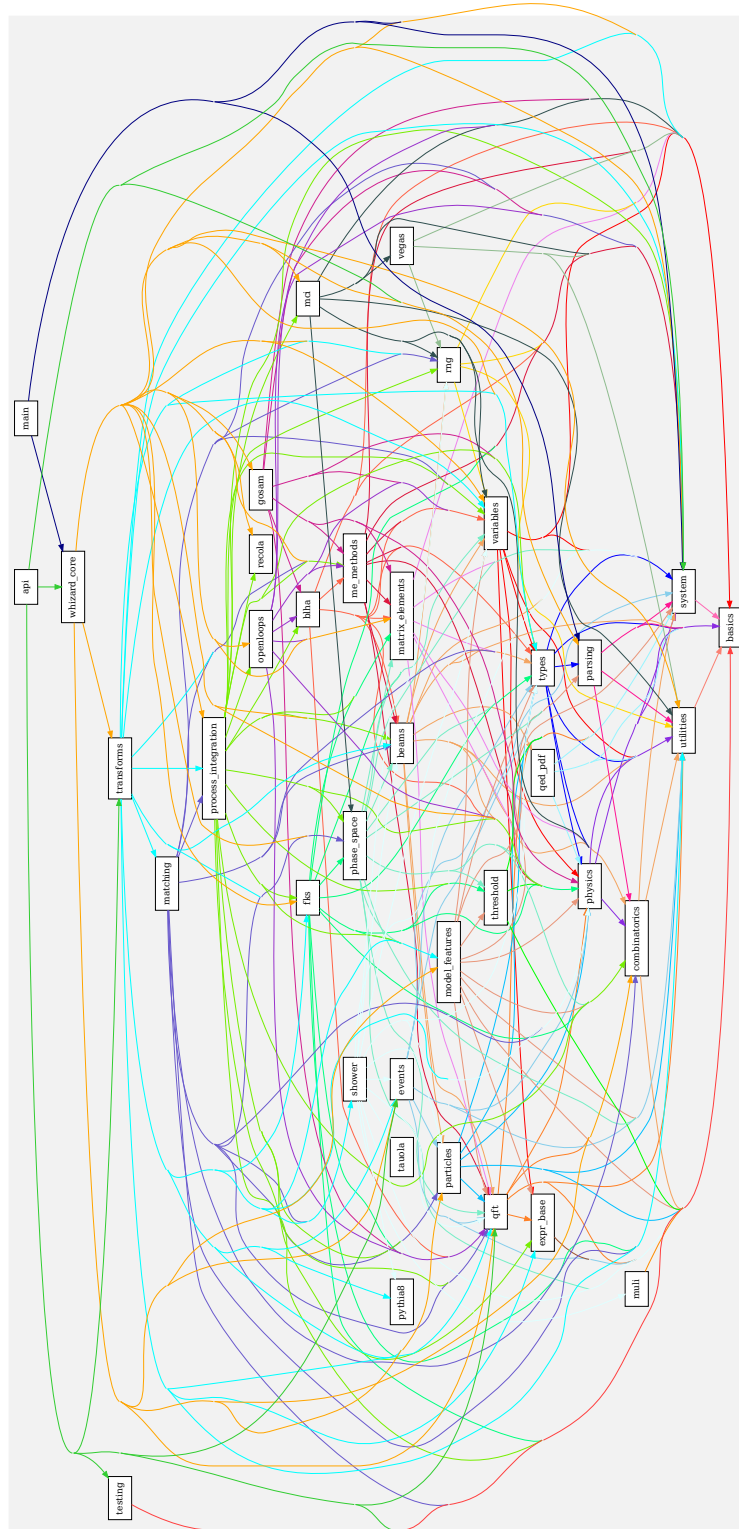 main
api
whizard_core
testing
transforms
matching
process_integration
gosam
recola
openloops
mci
blha
fks
me_methods
phase_space
shower
vegas
matrix_elements
beams
events
tauola
pythia8
rng
model_features
particles
variables
threshold
qft
types
qed_pdf
expr_base
parsing
physics
combinatorics
muli
system
utilities
basics